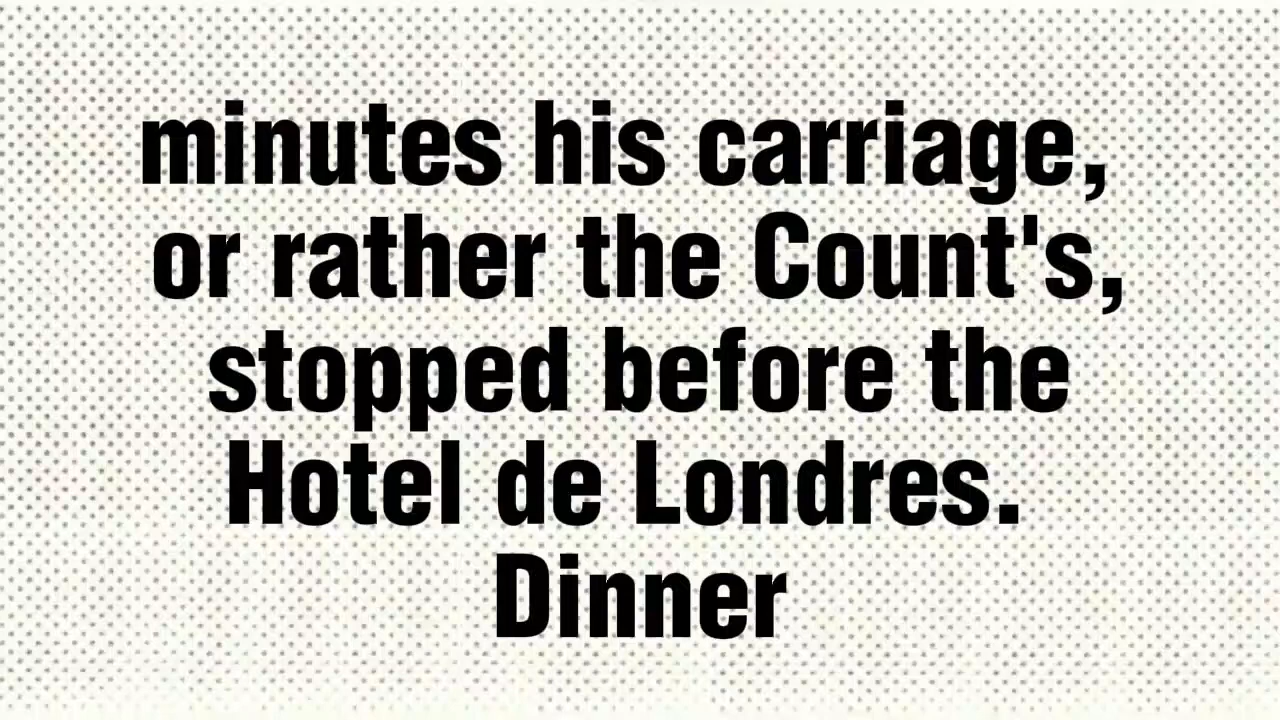 minutes his carriage,
or rather the Count's,
stopped before the
Hotel de Londres.
Dinner